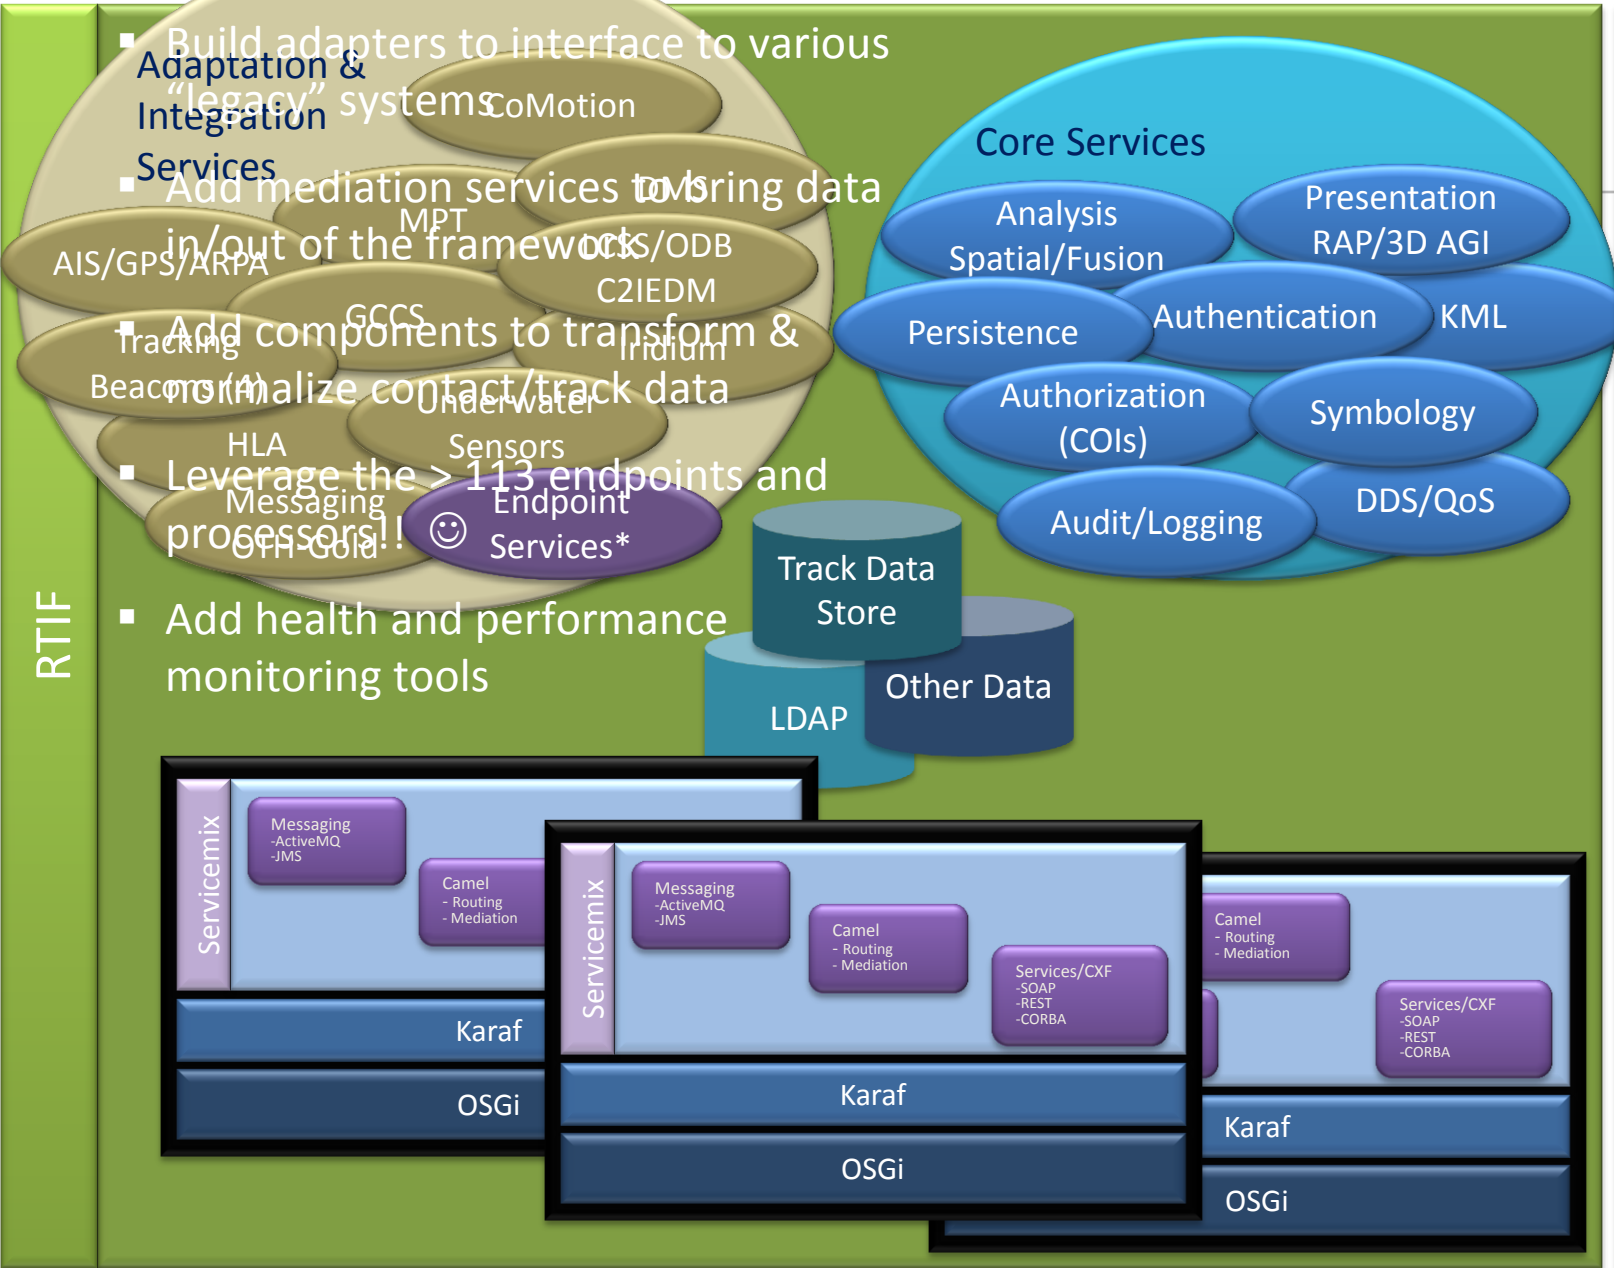 RTIF
Build adapters to interface to various
“legacy” systems
Add mediation services to bring data
in/out of the framework
Add components to transform &
normalize contact/track data
Leverage the > 113 endpoints and
processors!! ☺
Add health and performance
monitoring tools
Adaptation &
Integration
Services
CoMotion
DMS
MPT
AIS/GPS/ARPA
LCSS/ODB
C2IEDM
GCCS
Iridium
Tracking
Beacons (4)
Underwater
Sensors
HLA
Messaging
OTH-Gold
Endpoint
Services*
Core Services
Analysis
Spatial/Fusion
Presentation
RAP/3D AGI
Persistence
Authentication
KML
Authorization
(COIs)
Symbology
DDS/QoS
Audit/Logging
Track Data
Store
Other Data
LDAP
Servicemix
Messaging
-ActiveMQ
-JMS
Camel
- Routing
- Mediation
Karaf
OSGi
Servicemix
Messaging
-ActiveMQ
-JMS
Camel
- Routing
- Mediation
Services/CXF
-SOAP
-REST
-CORBA
Karaf
OSGi
Camel
- Routing
- Mediation
Services/CXF
-SOAP
-REST
-CORBA
Karaf
OSGi